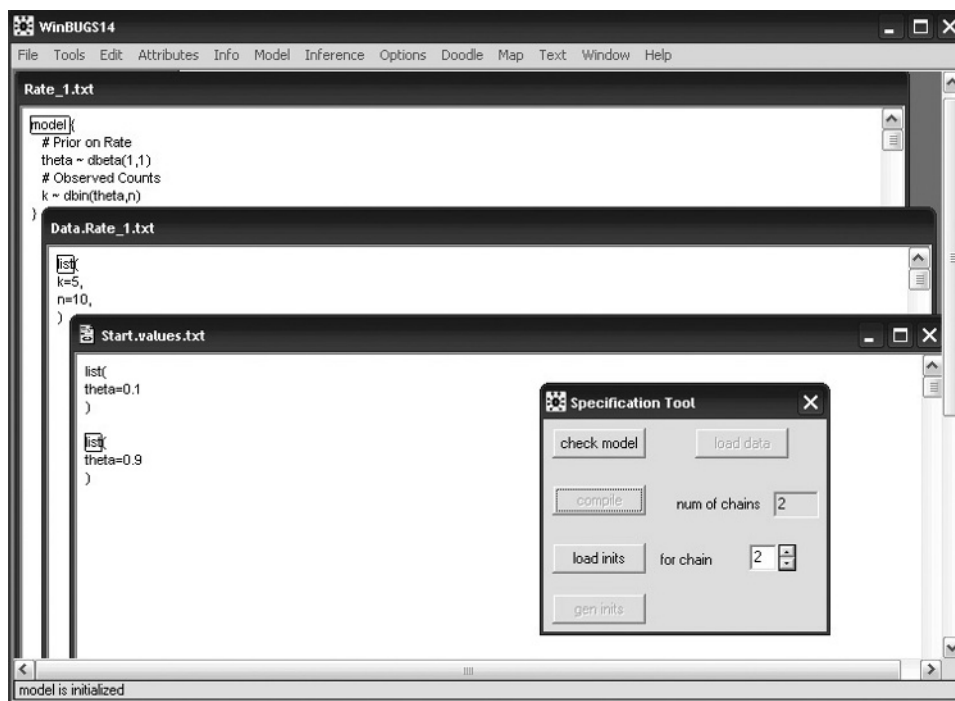 WinBUGS14
File Tools Edit Attributes Info Model Inference Options Doodle Map Text Window Help
Rate_1.txt
model {
# Prior on Rate
theta ~ dbeta(1,1)
# Observed Counts
k ~ dbin(theta,n)
}
Data.Rate_1.txt
list(
k=5,
n=10,
)
Start.values.txt
list(
theta=0.1
)
list(
theta=0.9
)
Specification Tool
check model load data
compile num of chains 2
load inits for chain 2
gen inits
model is initialized